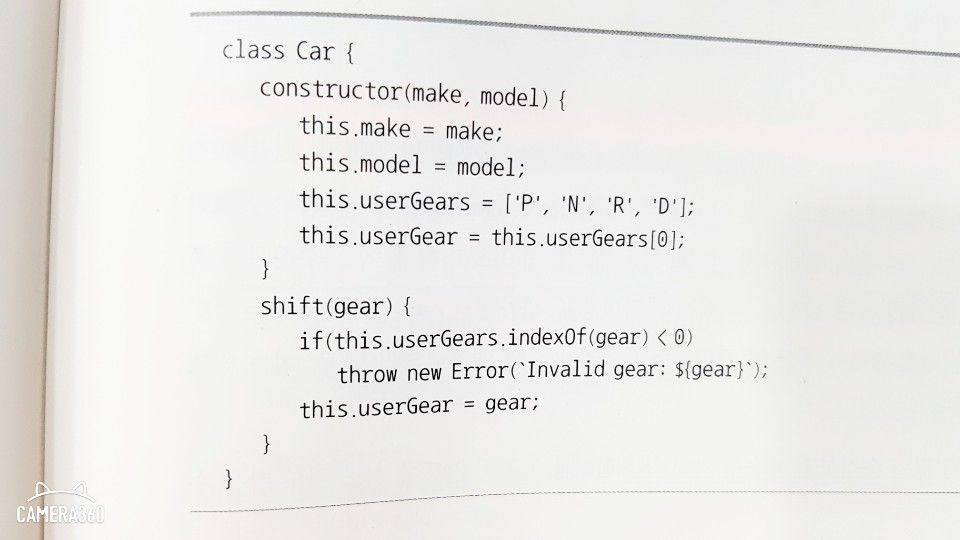 class Car {
constructor(make, model) {
this.make = make;
this.model = model;
this.userGears = ['P', 'N', 'R', 'D'];
this.userGear = this.userGears[0];
}
shift(gear) {
if(this.userGears.indexOf(gear) < 0)
throw new Error(`Invalid gear: ${gear}`);
this.userGear = gear;
}
}
CAMERA360